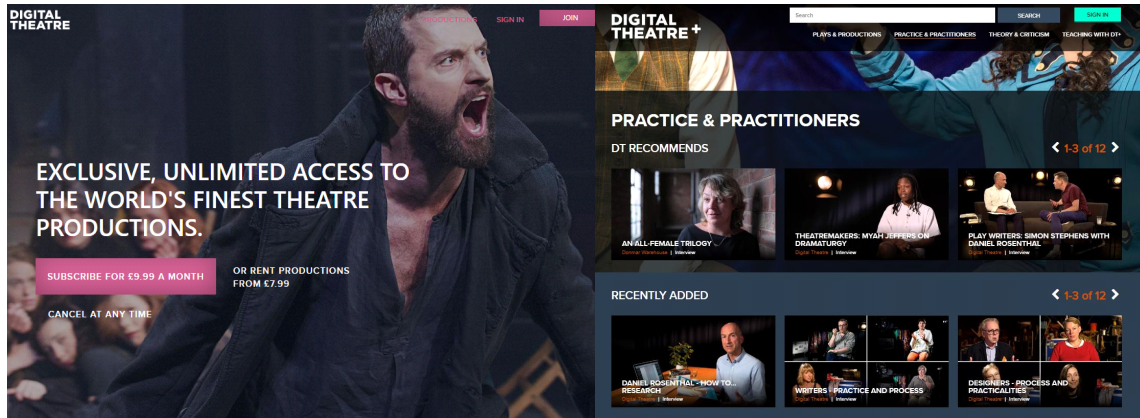 DIGITAL
THEATRE
PRODUCTIONS
SIGN IN
JOIN
EXCLUSIVE, UNLIMITED ACCESS TO
THE WORLD'S FINEST THEATRE
PRODUCTIONS.
SUBSCRIBE FOR £9.99 A MONTH
OR RENT PRODUCTIONS
FROM £7.99
CANCEL AT ANY TIME
DIGITAL
THEATRE+
Search
SEARCH
SIGN IN
PLAYS & PRODUCTIONS
PRACTICE & PRACTITIONERS
THEORY & CRITICISM
TEACHING WITH DT+
PRACTICE & PRACTITIONERS
DT RECOMMENDS
1-3 of 12
AN ALL-FEMALE TRILOGY
Donmar Warehouse | Interview
THEATREMAKERS: MYAH JEFFERS ON
DRAMATURGY
Digital Theatre | Interview
PLAY WRITERS: SIMON STEPHENS WITH
DANIEL ROSENTHAL
Digital Theatre | Interview
RECENTLY ADDED
1-3 of 12
DANIEL ROSENTHAL - HOW TO...
RESEARCH
Digital Theatre | Interview
WRITERS - PRACTICE AND PROCESS
Digital Theatre | Interview
DESIGNERS - PROCESS AND
PRACTICALITIES
Digital Theatre | Interview